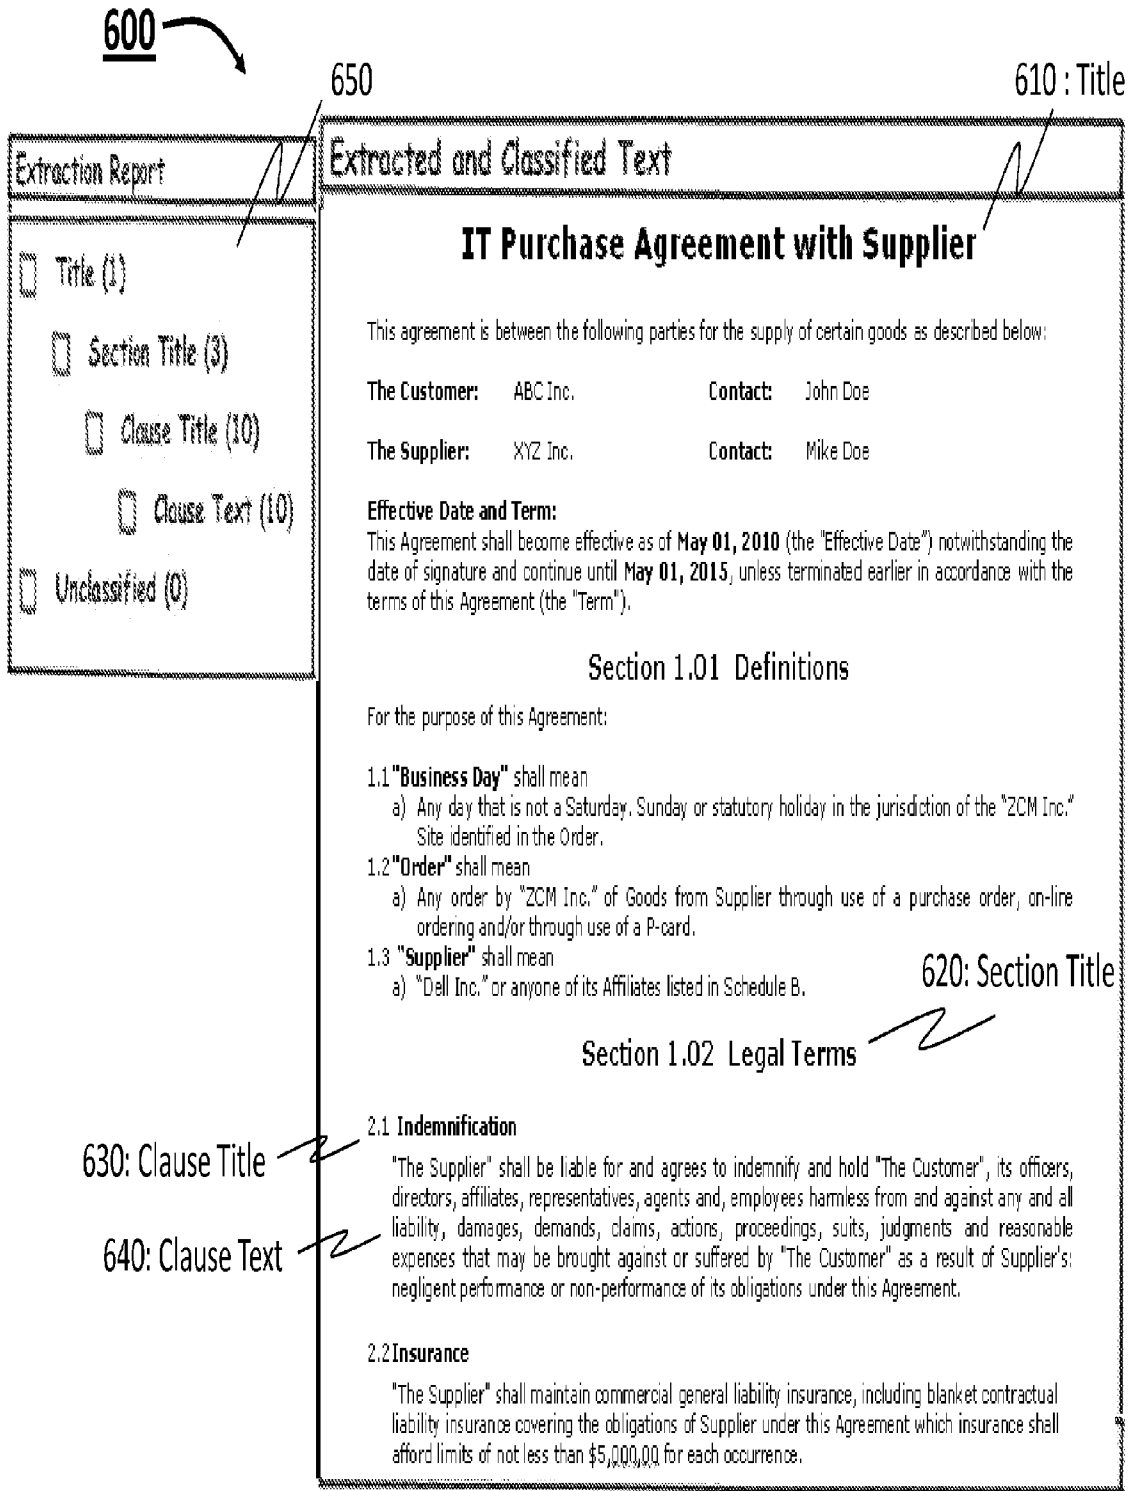 600
650
610 : Title
Extraction Report
Title (1)
Section Title (3)
Clause Title (10)
Clause Text (10)
Unclassified (0)
Extracted and Classified Text
IT Purchase Agreement with Supplier
This agreement is between the following parties for the supply of certain goods as described below:
The Customer: ABC Inc. Contact: John Doe
The Supplier: XYZ Inc. Contact: Mike Doe
Effective Date and Term:
This Agreement shall become effective as of May 01, 2010 (the "Effective Date") notwithstanding the
date of signature and continue until May 01, 2015, unless terminated earlier in accordance with the
terms of this Agreement (the "Term").
Section 1.01 Definitions
For the purpose of this Agreement:
1.1 "Business Day" shall mean
a) Any day that is not a Saturday. Sunday or statutory holiday in the jurisdiction of the "ZCM Inc."
Site identified in the Order.
1.2 "Order" shall mean
a) Any order by "ZCM Inc." of Goods from Supplier through use of a purchase order, on-line
ordering and/or through use of a P-card.
1.3 "Supplier" shall mean
a) "Dell Inc." or anyone of its Affiliates listed in Schedule B.
620: Section Title
Section 1.02 Legal Terms
2.1 Indemnification
630: Clause Title
"The Supplier" shall be liable for and agrees to indemnify and hold "The Customer", its officers,
directors, affiliates, representatives, agents and, employees harmless from and against any and all
liability, damages, demands, claims, actions, proceedings, suits, judgments and reasonable
expenses that may be brought against or suffered by "The Customer" as a result of Supplier's:
negligent performance or non-performance of its obligations under this Agreement.
640: Clause Text
2.2 Insurance
"The Supplier" shall maintain commercial general liability insurance, including blanket contractual
liability insurance covering the obligations of Supplier under this Agreement which insurance shall
afford limits of not less than $5,000,00 for each occurrence.